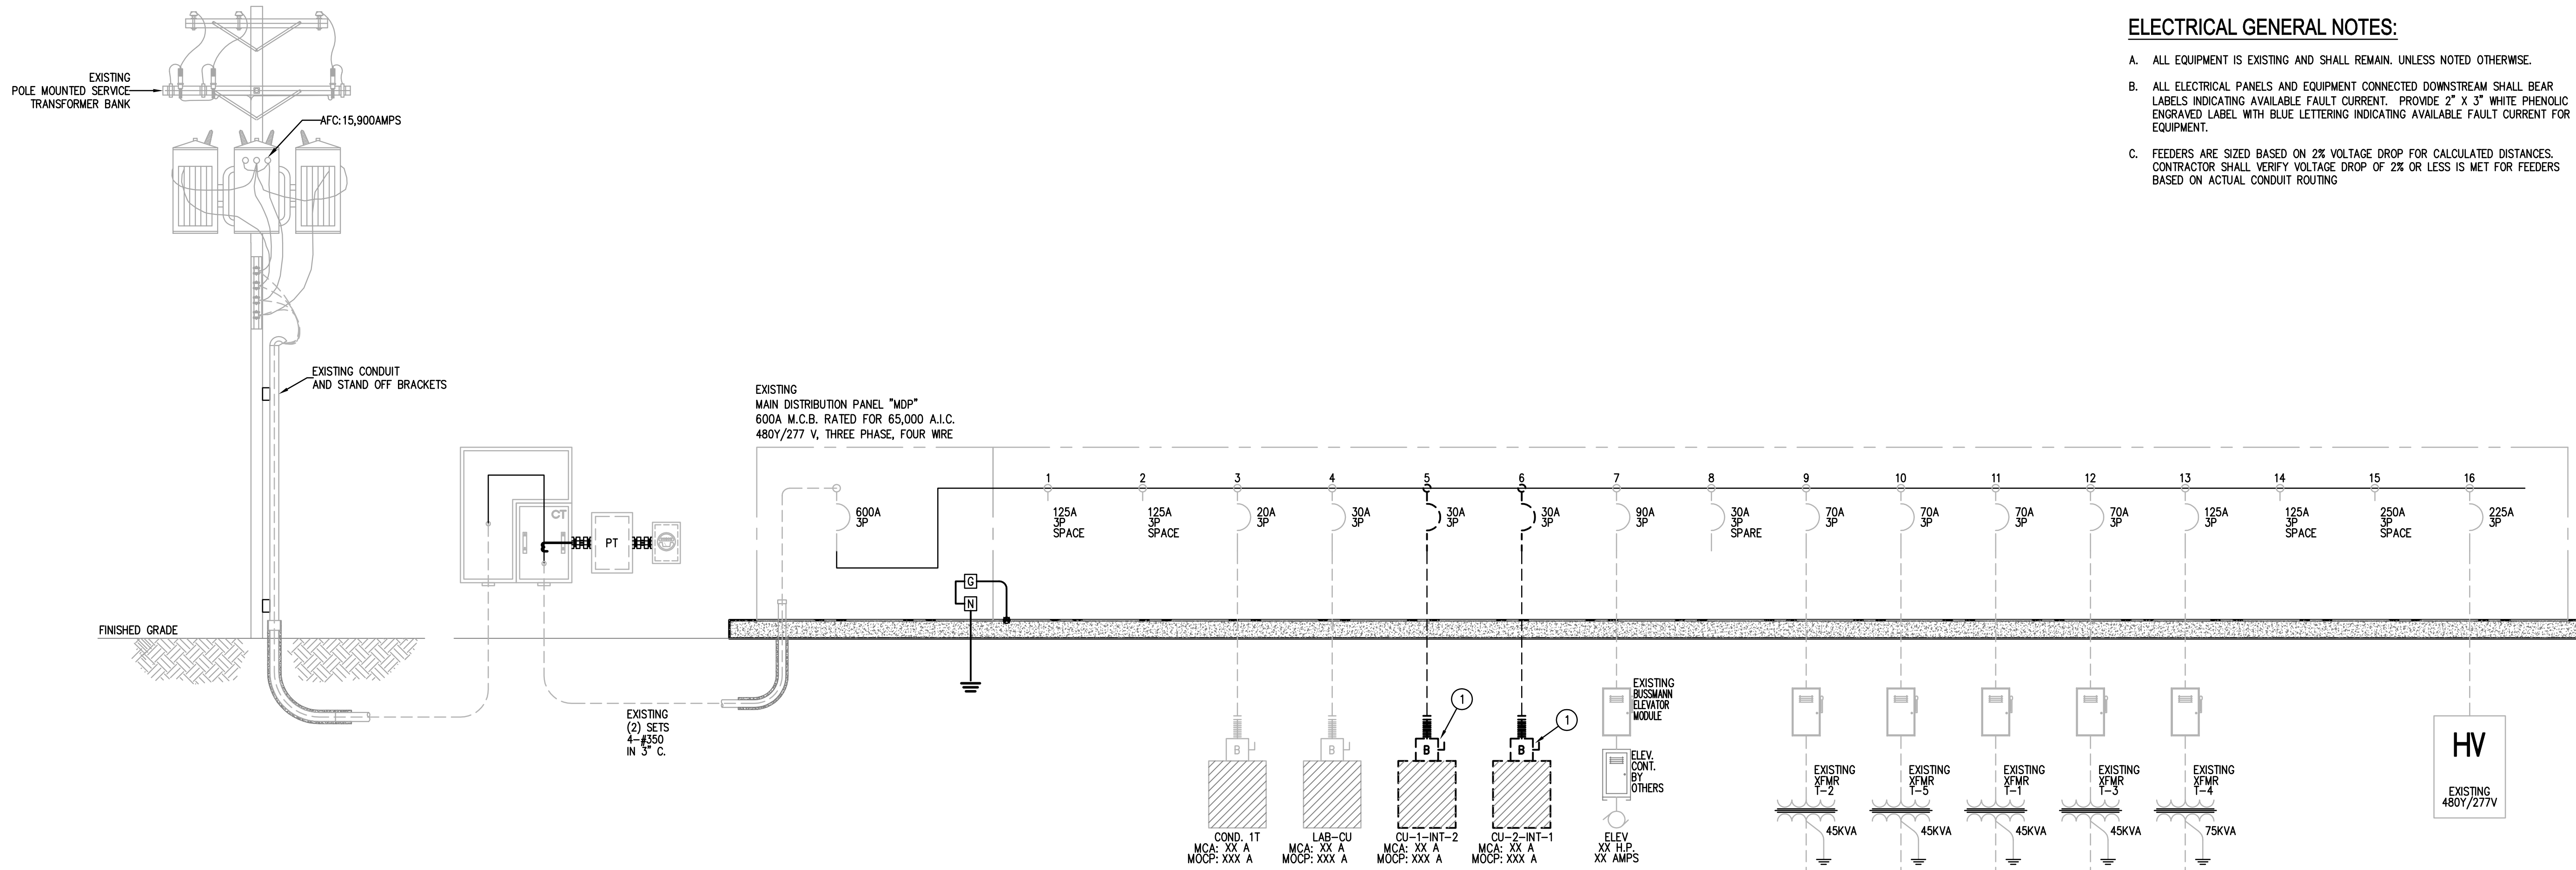 ELECTRICAL GENERAL NOTES:
A. ALL EQUIPMENT IS EXISTING AND SHALL REMAIN. UNLESS NOTED OTHERWISE.
B. ALL ELECTRICAL PANELS AND EQUIPMENT CONNECTED DOWNSTREAM SHALL BEAR
LABELS INDICATING AVAILABLE FAULT CURRENT. PROVIDE 2" X 3" WHITE PHENOLIC
ENGRAVED LABEL WITH BLUE LETTERING INDICATING AVAILABLE FAULT CURRENT FOR
EQUIPMENT.
C. FEEDERS ARE SIZED BASED ON 2% VOLTAGE DROP FOR CALCULATED DISTANCES.
CONTRACTOR SHALL VERIFY VOLTAGE DROP OF 2% OR LESS IS MET FOR FEEDERS
BASED ON ACTUAL CONDUIT ROUTING
EXISTING
POLE MOUNTED SERVICE
TRANSFORMER BANK
AFC:15,900AMPS
EXISTING CONDUIT
AND STAND OFF BRACKETS
FINISHED GRADE
CT
PT
EXISTING
(2) SETS
4-#350
IN 3" C.
EXISTING
MAIN DISTRIBUTION PANEL "MDP"
600A M.C.B. RATED FOR 65,000 A.I.C.
480Y/277 V, THREE PHASE, FOUR WIRE
600A
3P
G
N
1
125A
3P
SPACE
2
125A
3P
SPACE
3
20A
3P
4
30A
3P
5
30A
3P
6
30A
3P
7
90A
3P
8
30A
3P
SPARE
9
70A
3P
10
70A
3P
11
70A
3P
12
70A
3P
13
125A
3P
14
125A
3P
SPACE
15
250A
3P
SPACE
16
225A
3P
B
COND. 1T
MCA: XX A
MOCP: XXX A
B
LAB-CU
MCA: XX A
MOCP: XXX A
1
B
CU-1-INT-2
MCA: XX A
MOCP: XXX A
1
B
CU-2-INT-1
MCA: XX A
MOCP: XXX A
EXISTING
BUSSMANN
ELEVATOR
MODULE
ELEV.
CONT.
BY
OTHERS
ELEV
XX H.P.
XX AMPS
EXISTING
XFMR
T-2
45KVA
EXISTING
XFMR
T-5
45KVA
EXISTING
XFMR
T-1
45KVA
EXISTING
XFMR
T-3
45KVA
EXISTING
XFMR
T-4
75KVA
HV
EXISTING
480Y/277V